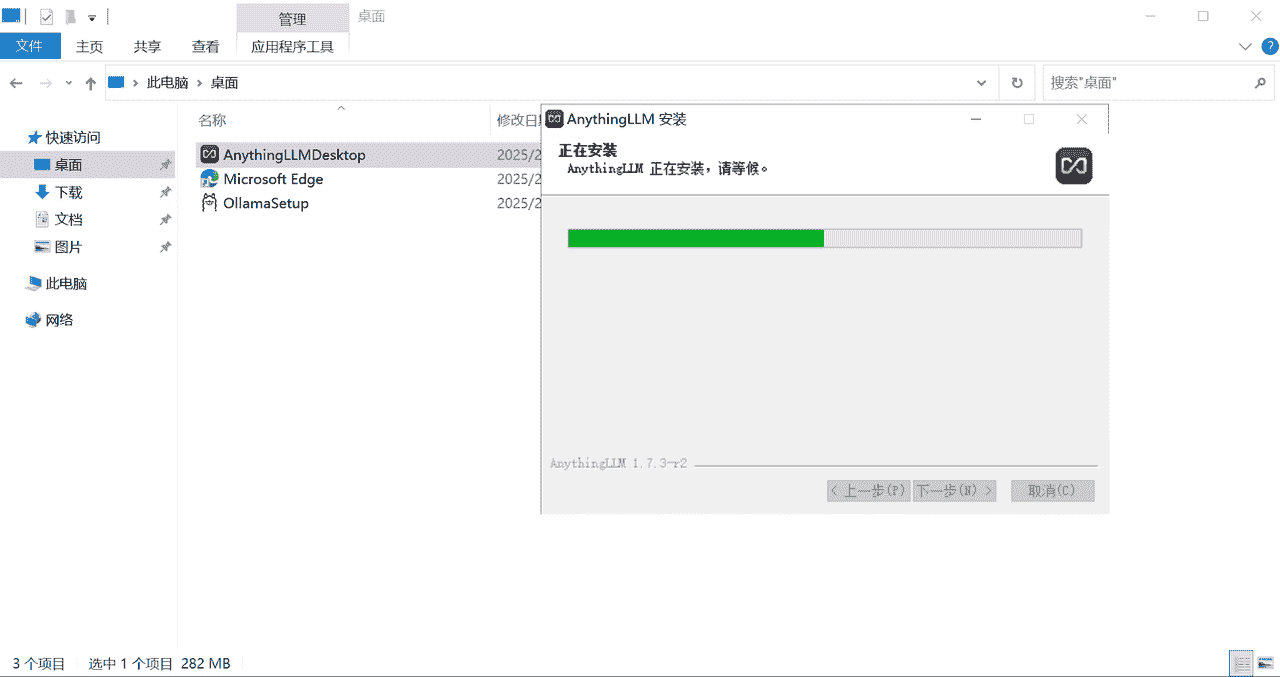 管理
桌面
文件
主页
共享
查看
应用程序工具
此电脑
桌面
搜索"桌面"
快速访问
桌面
下载
文档
图片
此电脑
网络
名称
修改日
AnythingLLMDesktop
2025/2
Microsoft Edge
2025/2
OllamaSetup
2025/2
AnythingLLM 安装
正在安装
AnythingLLM 正在安装，请等候。
AnythingLLM 1.7.3-r2
< 上一步(P)
下一步(N) >
取消(C)
3 个项目
选中 1 个项目 282 MB